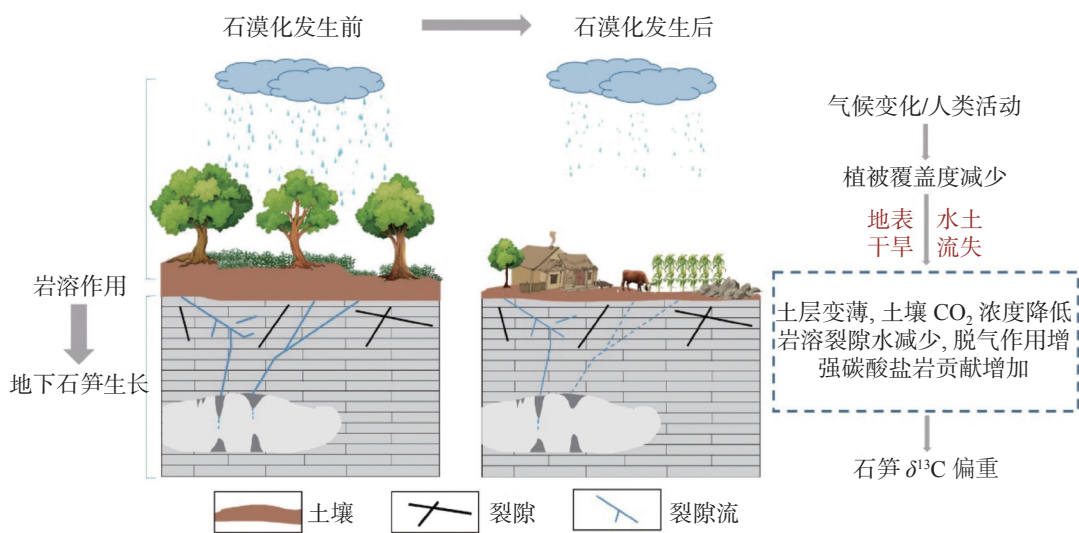 石漠化发生前
石漠化发生后
气候变化/人类活动
植被覆盖度减少
地表 水土
干旱 流失
岩溶作用
土层变薄, 土壤 CO₂ 浓度降低
岩溶裂隙水减少, 脱气作用增
强碳酸盐岩贡献增加
地下石笋生长
石笋 δ¹³C 偏重
土壤
裂隙
裂隙流